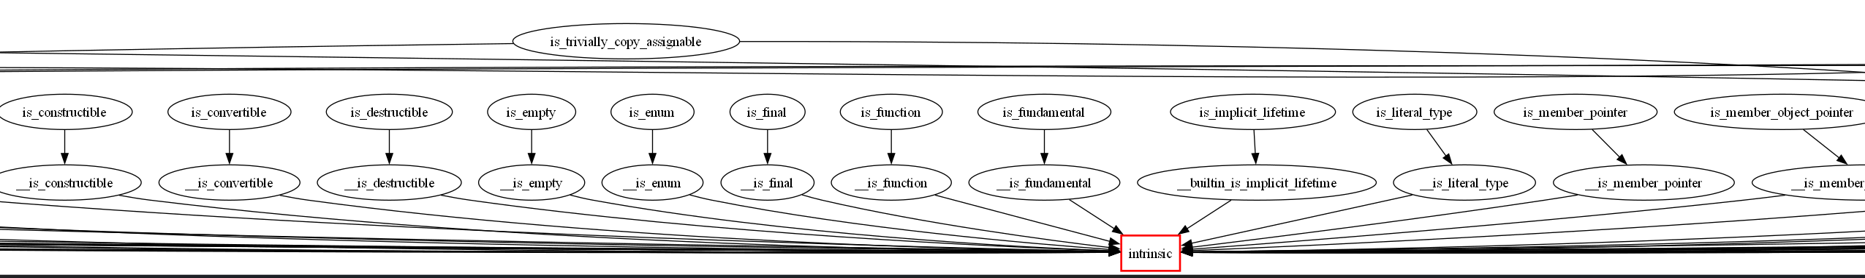 is_trivially_copy_assignable
is_constructible
is_convertible
is_destructible
is_empty
is_enum
is_final
is_function
is_fundamental
is_implicit_lifetime
is_literal_type
is_member_pointer
is_member_object_pointer
__is_constructible
__is_convertible
__is_destructible
__is_empty
__is_enum
__is_final
__is_function
__is_fundamental
__builtin_is_implicit_lifetime
__is_literal_type
__is_member_pointer
__is_member
intrinsic